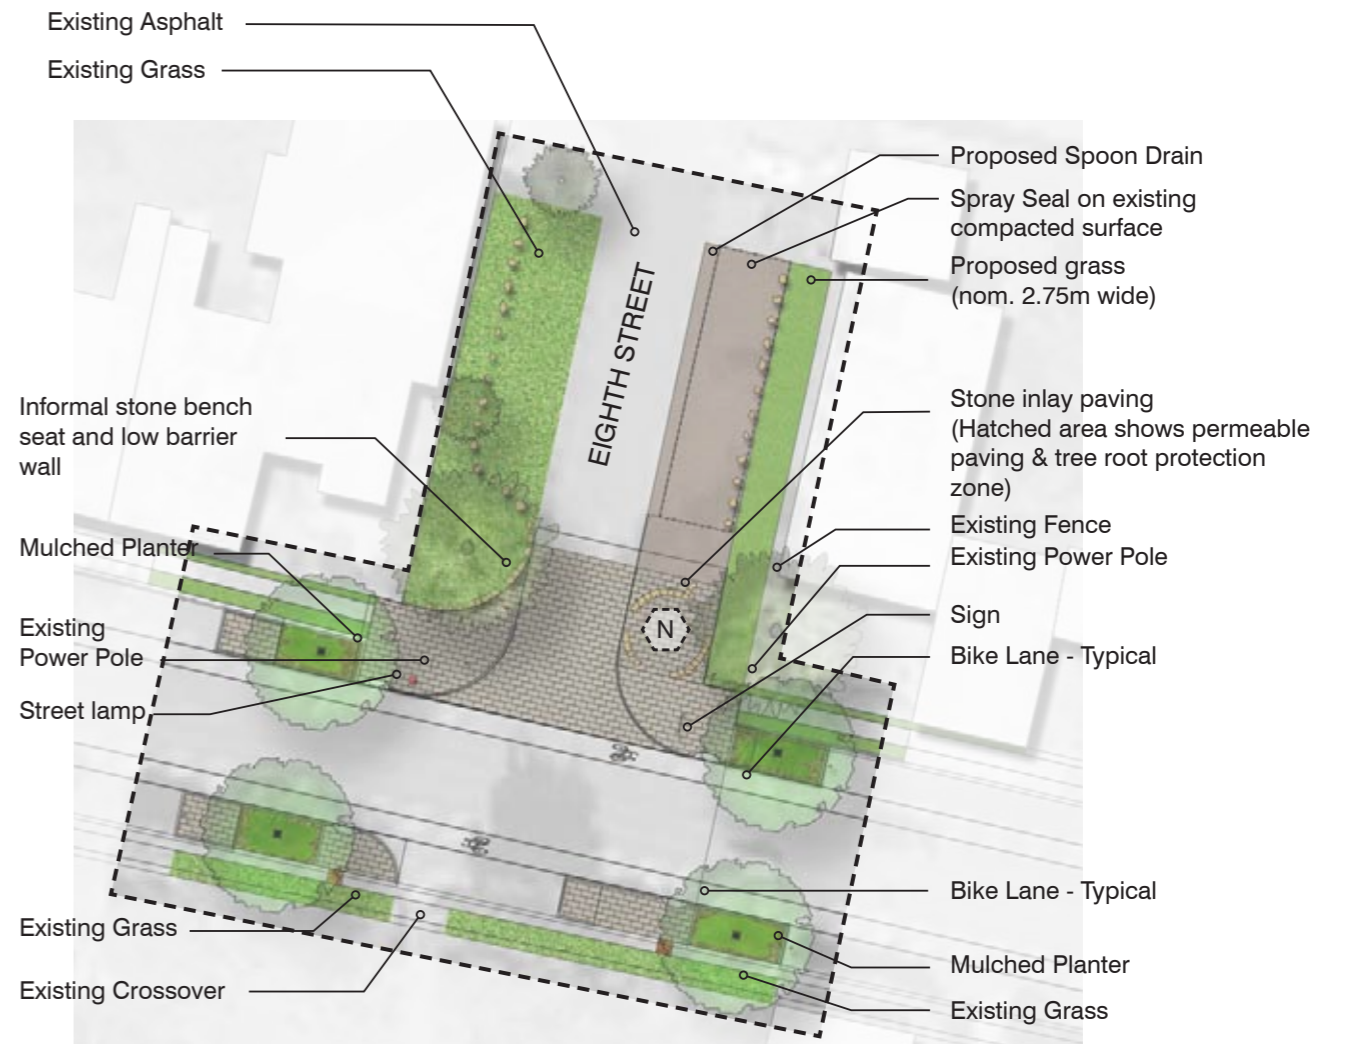 Existing Asphalt
Existing Grass
Proposed Spoon Drain
Spray Seal on existing
compacted surface
Proposed grass
(nom. 2.75m wide)
EIGHTH STREET
Informal stone bench
seat and low barrier
wall
Stone inlay paving
(Hatched area shows permeable
paving & tree root protection
zone)
Existing Fence
Existing Power Pole
Mulched Planter
Sign
Existing
Power Pole
N
Bike Lane - Typical
Street lamp
Bike Lane - Typical
Existing Grass
Mulched Planter
Existing Crossover
Existing Grass